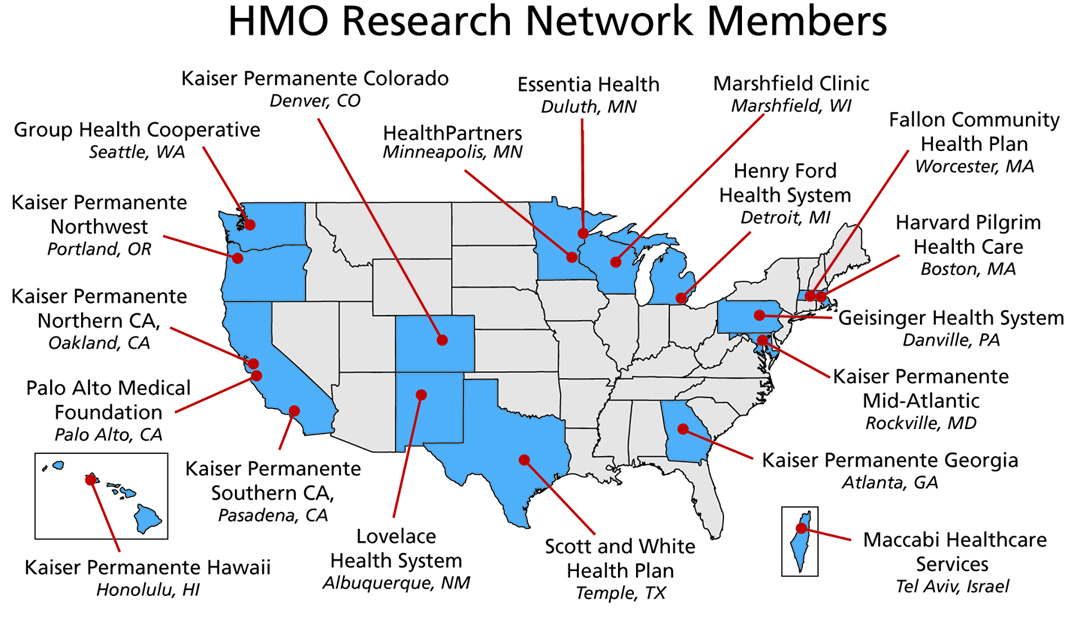 HMO Research Network Members
Kaiser Permanente Colorado
Denver, CO
Essentia Health
Duluth, MN
Marshfield Clinic
Marshfield, WI
Group Health Cooperative
Seattle, WA
HealthPartners
Minneapolis, MN
Fallon Community
Health Plan
Worcester, MA
Henry Ford
Health System
Detroit, MI
Kaiser Permanente
Northwest
Portland, OR
Harvard Pilgrim
Health Care
Boston, MA
Kaiser Permanente
Northern CA,
Oakland, CA
Geisinger Health System
Danville, PA
Palo Alto Medical
Foundation
Palo Alto, CA
Kaiser Permanente
Mid-Atlantic
Rockville, MD
Kaiser Permanente
Southern CA,
Pasadena, CA
Kaiser Permanente Georgia
Atlanta, GA
Lovelace
Health System
Albuquerque, NM
Scott and White
Health Plan
Temple, TX
Maccabi Healthcare
Services
Tel Aviv, Israel
Kaiser Permanente Hawaii
Honolulu, HI